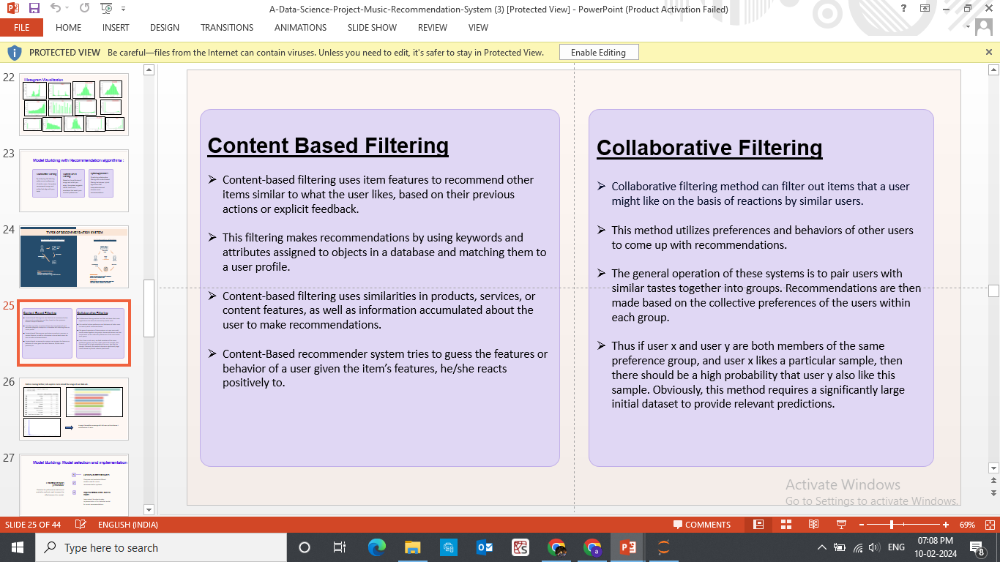 A-Data-Science-Project-Music-Recommendation-System (3) [Protected View] - PowerPoint (Product Activation Failed)
FILE HOME INSERT DESIGN TRANSITIONS ANIMATIONS SLIDE SHOW REVIEW VIEW
PROTECTED VIEW Be careful—files from the Internet can contain viruses. Unless you need to edit, it's safer to stay in Protected View. Enable Editing
22
Histogram Visualization
23
Model Building with Recommendation algorithms :
24
TYPES OF RECOMMENDATION SYSTEM
25
Content Based Filtering
Collaborative Filtering
26
27
Model Building: Model selection and implementation
Content Based Filtering
Content-based filtering uses item features to recommend other
items similar to what the user likes, based on their previous
actions or explicit feedback.
This filtering makes recommendations by using keywords and
attributes assigned to objects in a database and matching them to
a user profile.
Content-based filtering uses similarities in products, services, or
content features, as well as information accumulated about the
user to make recommendations.
Content-Based recommender system tries to guess the features or
behavior of a user given the item's features, he/she reacts
positively to.
Collaborative Filtering
Collaborative filtering method can filter out items that a user
might like on the basis of reactions by similar users.
This method utilizes preferences and behaviors of other users
to come up with recommendations.
The general operation of these systems is to pair users with
similar tastes together into groups. Recommendations are then
made based on the collective preferences of the users within
each group.
Thus if user x and user y are both members of the same
preference group, and user x likes a particular sample, then
there should be a high probability that user y also like this
sample. Obviously, this method requires a significantly large
initial dataset to provide relevant predictions.
Activate Windows
Go to Settings to activate Windows.
SLIDE 25 OF 44 ENGLISH (INDIA) COMMENTS 69%
Type here to search
ENG
07:08 PM
10-02-2024
8